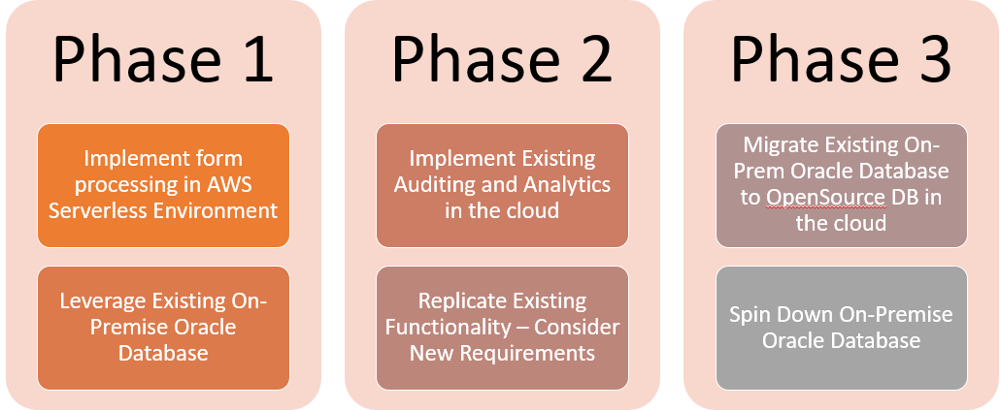 Phase 1
Implement form
processing in AWS
Serverless Environment
Leverage Existing On-
Premise Oracle
Database
Phase 2
Implement Existing
Auditing and Analytics
in the cloud
Replicate Existing
Functionality – Consider
New Requirements
Phase 3
Migrate Existing On-
Prem Oracle Database
to OpenSource DB in
the cloud
Spin Down On-Premise
Oracle Database